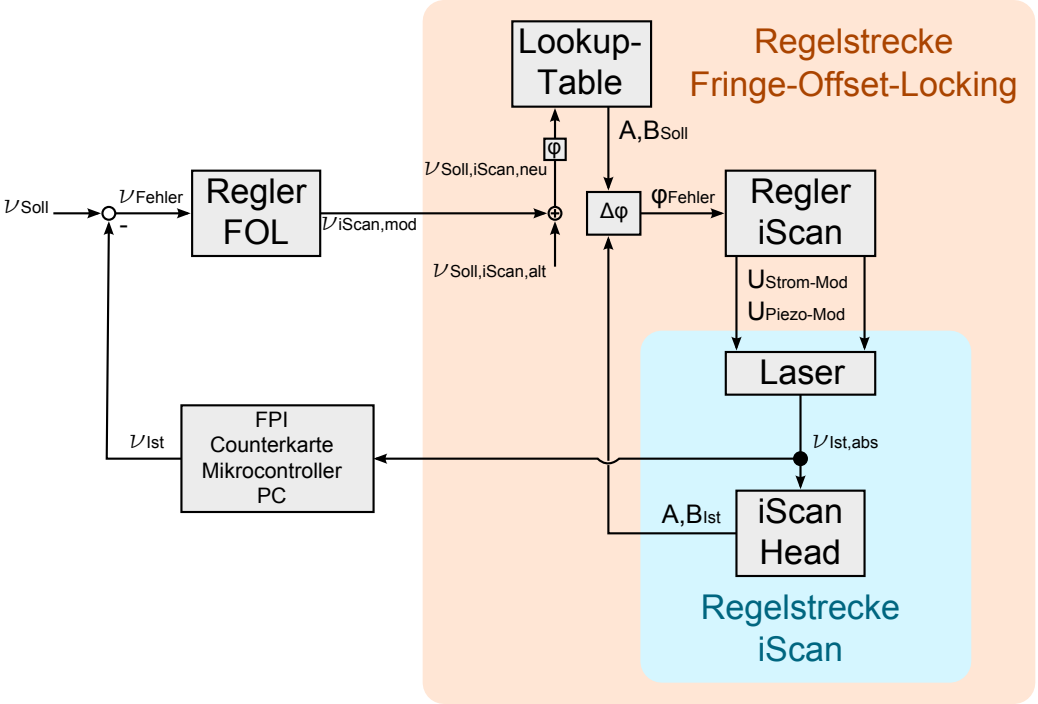 Lookup-
Table
Regelstrecke
Fringe-Offset-Locking
A,BSoll
φ
νSoll,iScan,neu
νSoll
νFehler
-
Regler
FOL
νiScan,mod
νSoll,iScan,alt
Δφ
φFehler
Regler
iScan
UStrom-Mod
UPiezo-Mod
Laser
νIst,abs
νIst
FPI
Counterkarte
Mikrocontroller
PC
A,BIst
iScan
Head
Regelstrecke
iScan